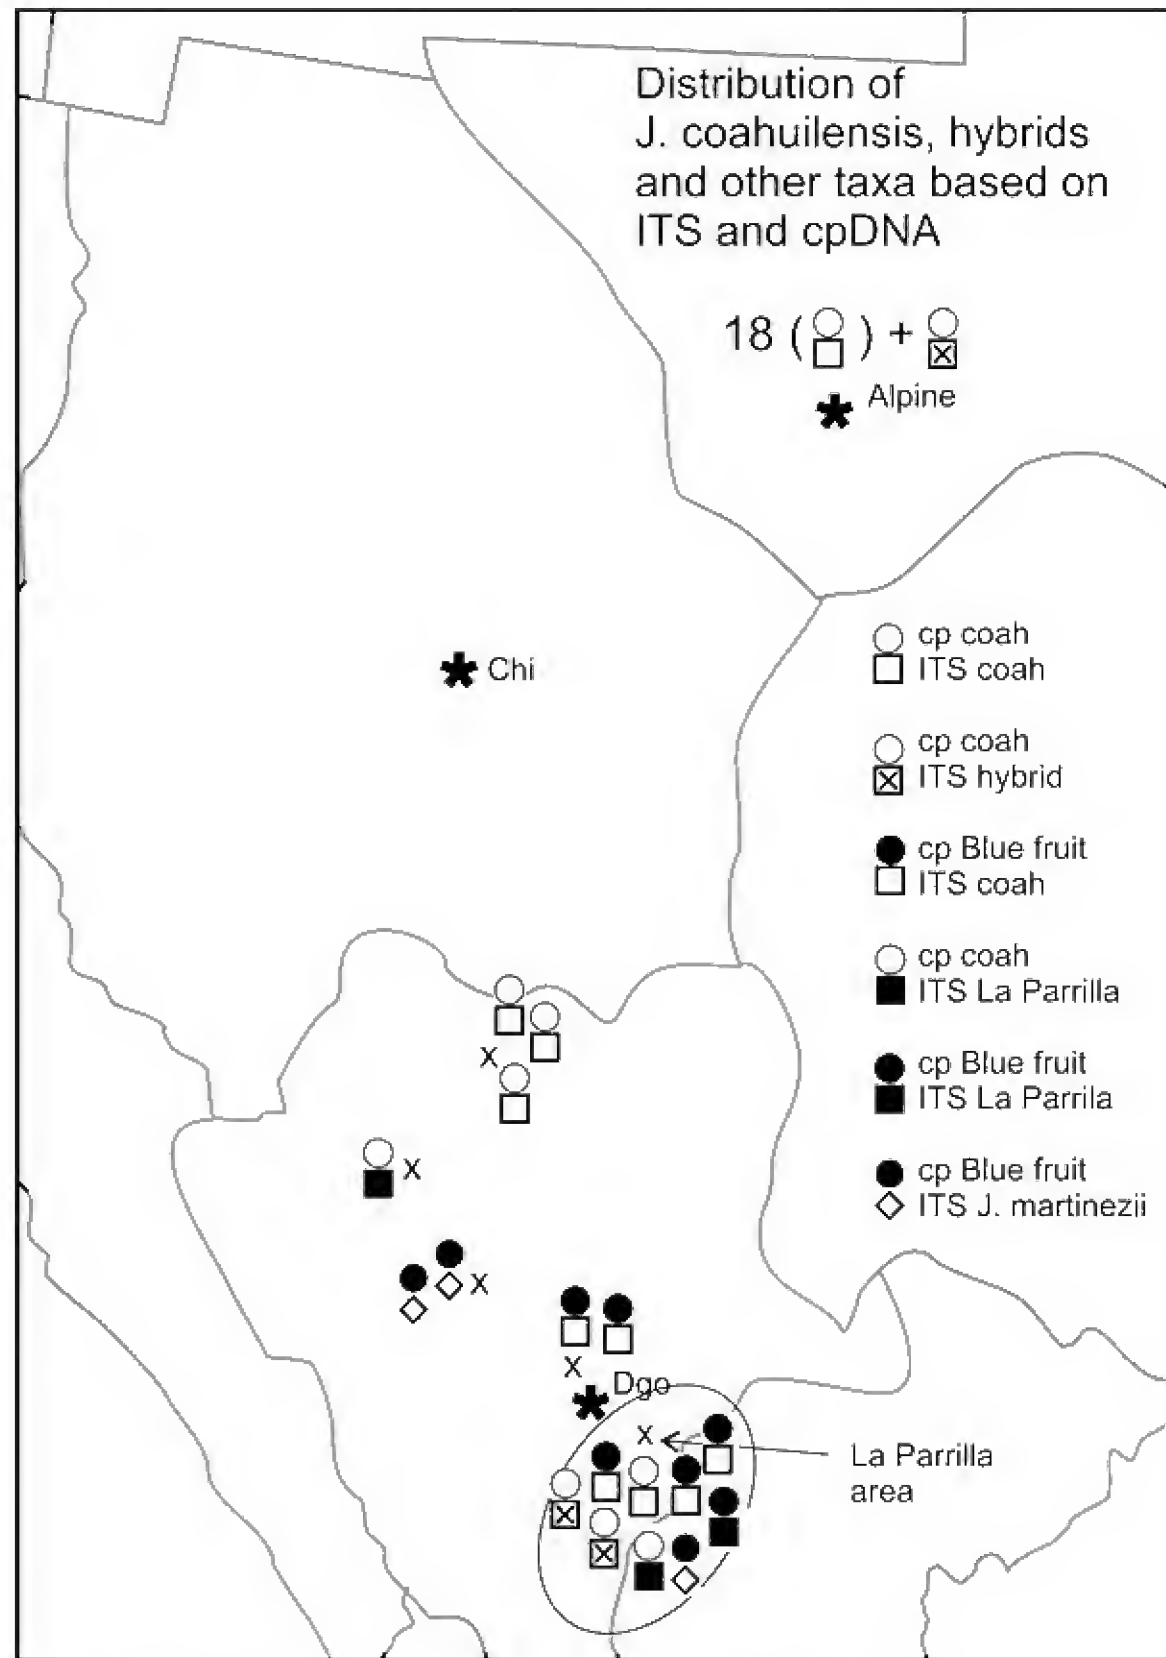 Distribution of
J. coahuilensis, hybrids
and other taxa based on
ITS and cpDNA
18 ( ) +
Alpine
Chi
cp coah
ITS coah
cp coah
ITS hybrid
cp Blue fruit
ITS coah
cp coah
ITS La Parrilla
cp Blue fruit
ITS La Parrila
cp Blue fruit
ITS J. martinezii
x
x
x
x
Dgo
x
La Parrilla
area